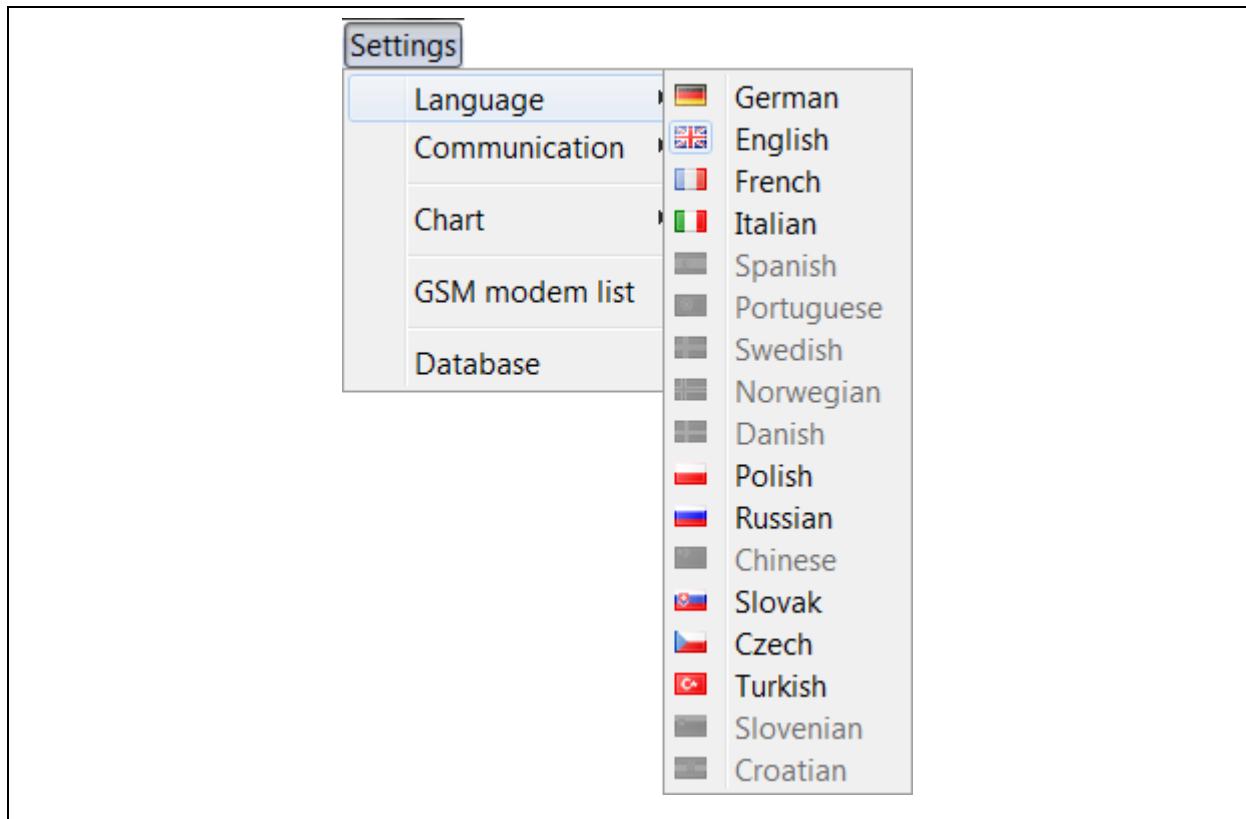 Settings
Language
Communication
Chart
GSM modem list
Database
German
English
French
Italian
Spanish
Portuguese
Swedish
Norwegian
Danish
Polish
Russian
Chinese
Slovak
Czech
Turkish
Slovenian
Croatian